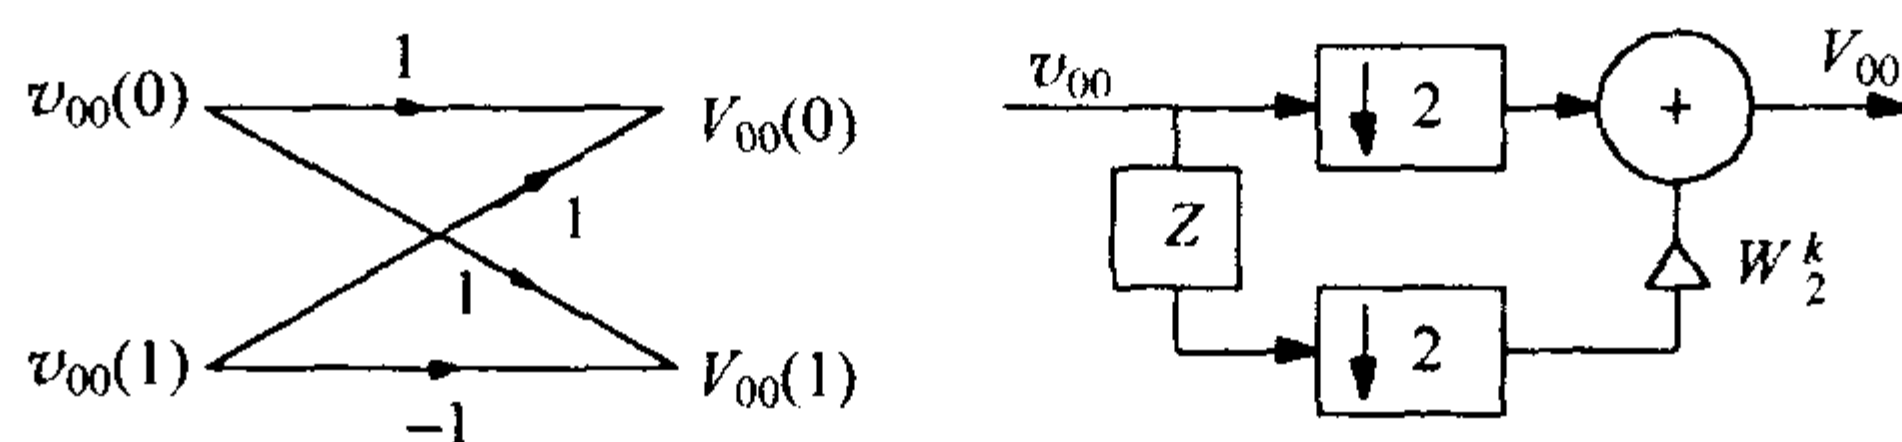 1
v₀₀(0) V₀₀(0)
1
1
v₀₀(1) V₀₀(1)
−1
v₀₀ ↓ 2 + V₀₀
Z W₂ᵏ
↓ 2